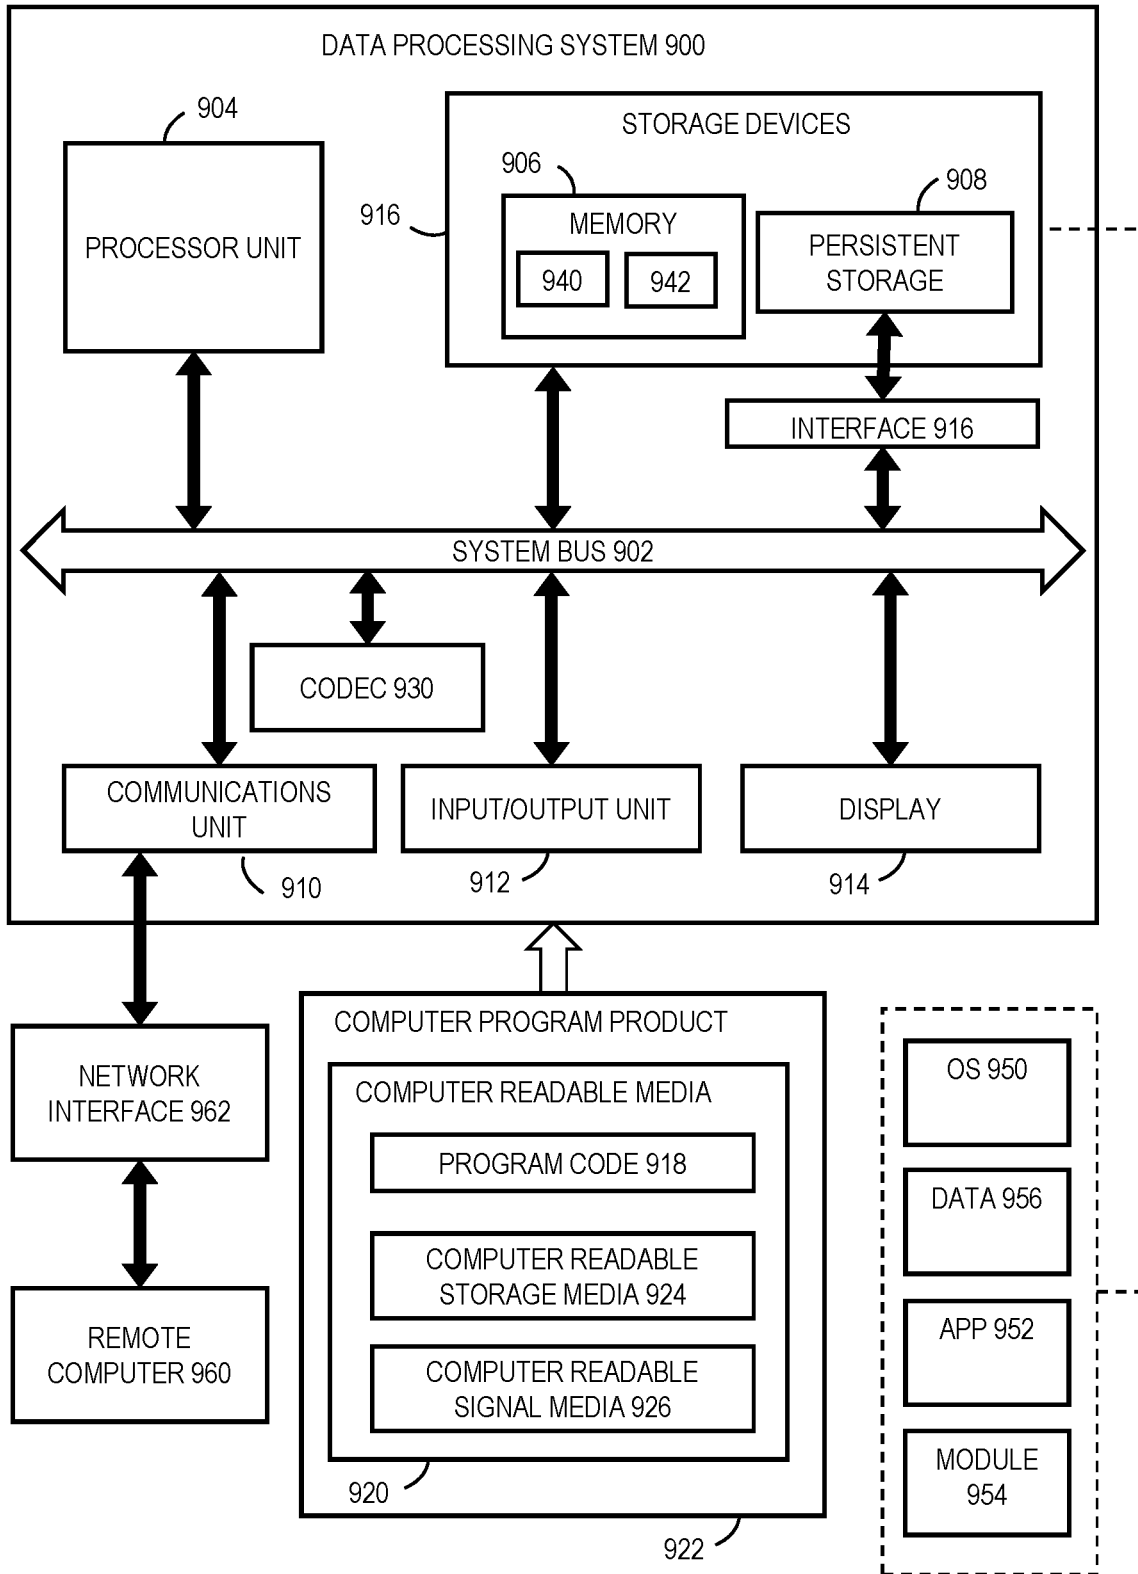 DATA PROCESSING SYSTEM 900
904
STORAGE DEVICES
906
908
916
MEMORY
940
942
PROCESSOR UNIT
PERSISTENT
STORAGE
INTERFACE 916
SYSTEM BUS 902
CODEC 930
COMMUNICATIONS
UNIT
INPUT/OUTPUT UNIT
DISPLAY
910
912
914
NETWORK
INTERFACE 962
REMOTE
COMPUTER 960
COMPUTER PROGRAM PRODUCT
COMPUTER READABLE MEDIA
PROGRAM CODE 918
COMPUTER READABLE
STORAGE MEDIA 924
COMPUTER READABLE
SIGNAL MEDIA 926
920
922
OS 950
DATA 956
APP 952
MODULE
954